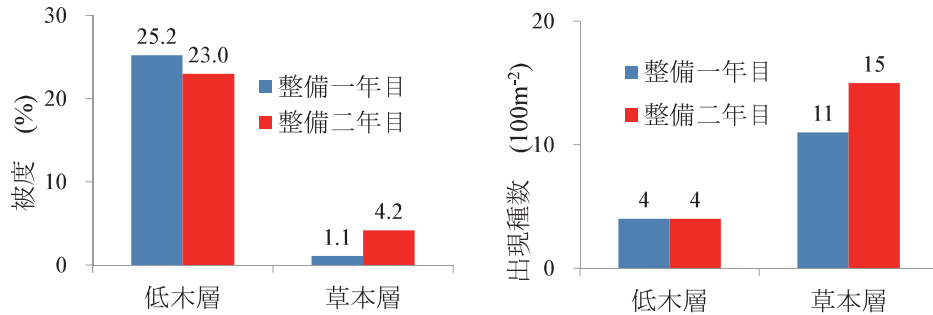 被度 (%)
30
20
10
0
25.2
23.0
1.1
4.2
整備一年目
整備二年目
低木層
草本層
出現種数 (100m-2)
20
10
0
4
4
11
15
整備一年目
整備二年目
低木層
草本層